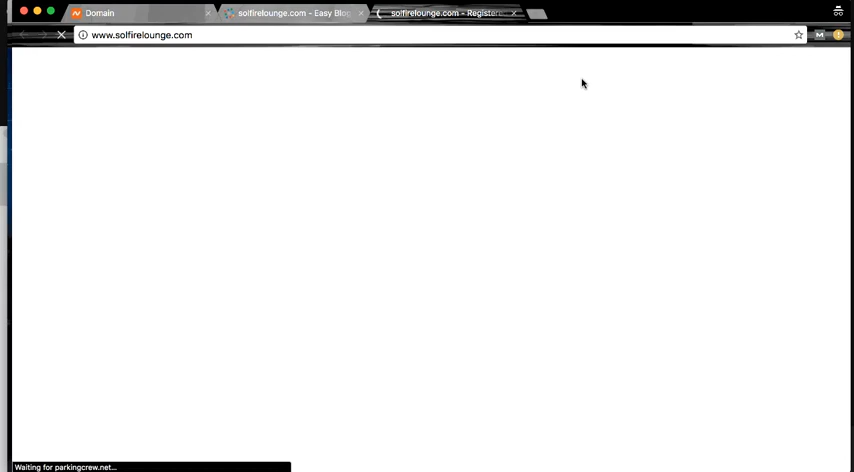 Domain
solfirelounge.com - Easy Blog
solfirelounge.com - Register
www.solfirelounge.com
M
Waiting for parkingcrew.net...